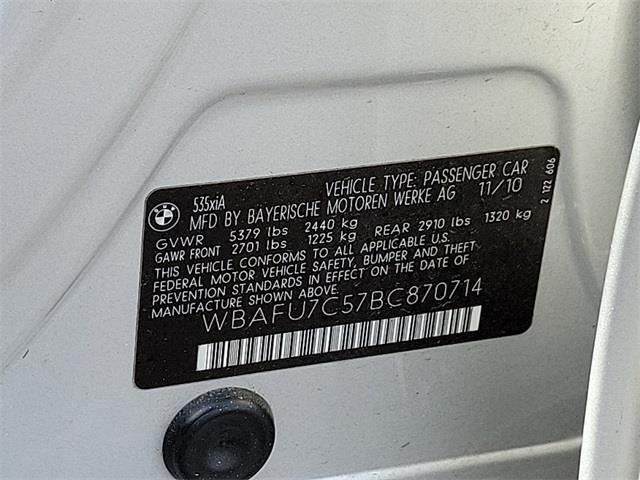 BMW
535xiA
VEHICLE TYPE: PASSENGER CAR
MFD BY. BAYERISCHE MOTOREN WERKE AG 11/10
GVWR 5379 lbs 2440 kg
GAWR FRONT 2701 lbs 1225 kg REAR 2910 lbs 1320 kg
THIS VEHICLE CONFORMS TO ALL APPLICABLE U.S.
FEDERAL MOTOR VEHICLE SAFETY, BUMPER AND THEFT
PREVENTION STANDARDS IN EFFECT ON THE DATE OF
MANUFACTURE SHOWN ABOVE.
WBAFU7C57BC870714
2 122 606